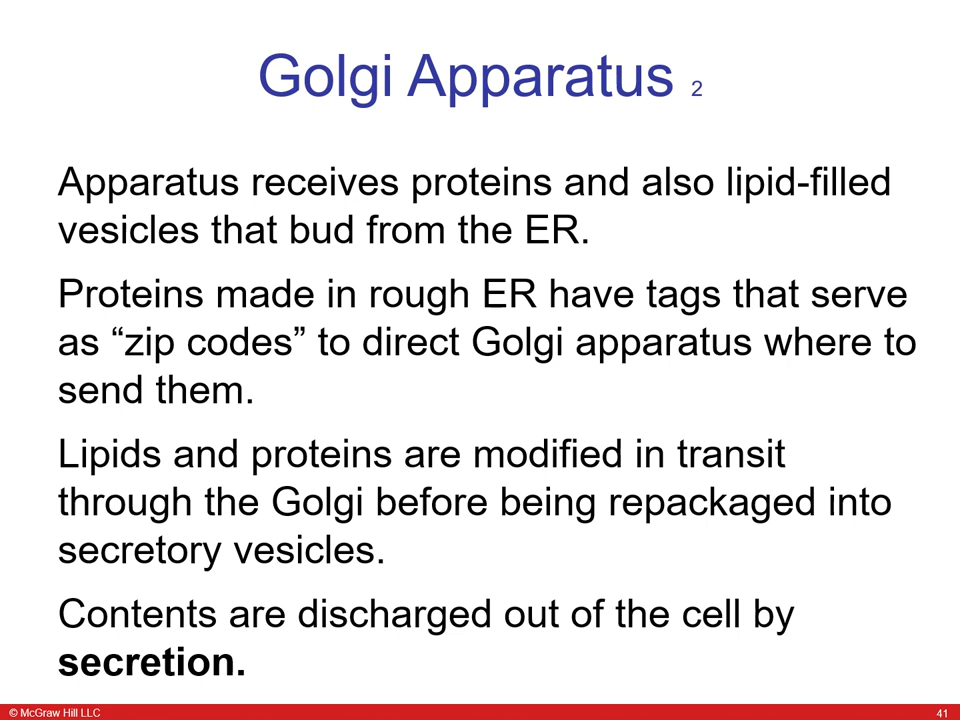 Golgi Apparatus 2
Apparatus receives proteins and also lipid-filled
vesicles that bud from the ER.
Proteins made in rough ER have tags that serve
as “zip codes” to direct Golgi apparatus where to
send them.
Lipids and proteins are modified in transit
through the Golgi before being repackaged into
secretory vesicles.
Contents are discharged out of the cell by
secretion.
© McGraw Hill LLC
41